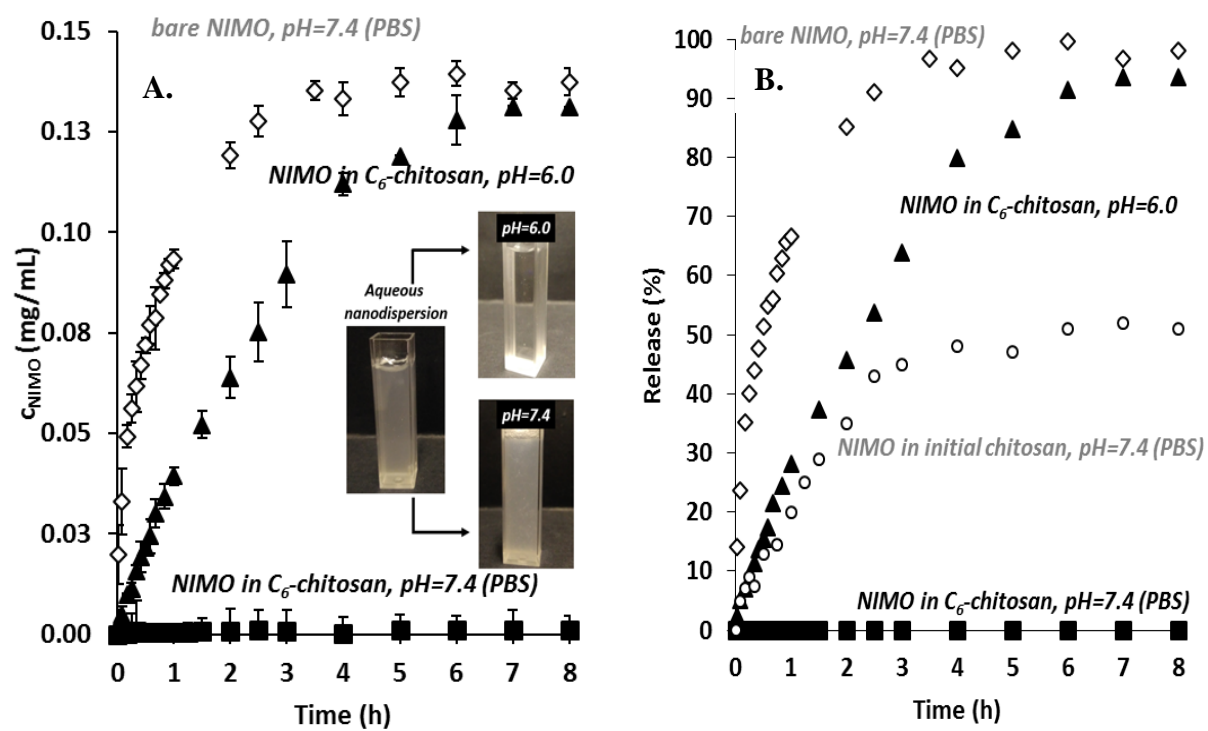 bare NIMO, pH=7.4 (PBS)
A.
0.15
0.13
0.10
0.08
0.05
0.03
0.00
c_NIMO (mg/mL)
NIMO in C₆-chitosan, pH=6.0
pH=6.0
Aqueous
nanodispersion
pH=7.4
NIMO in C₆-chitosan, pH=7.4 (PBS)
0 1 2 3 4 5 6 7 8
Time (h)
bare NIMO, pH=7.4 (PBS)
B.
100
90
80
70
60
50
40
30
20
10
0
Release (%)
NIMO in C₆-chitosan, pH=6.0
NIMO in initial chitosan, pH=7.4 (PBS)
NIMO in C₆-chitosan, pH=7.4 (PBS)
0 1 2 3 4 5 6 7 8
Time (h)